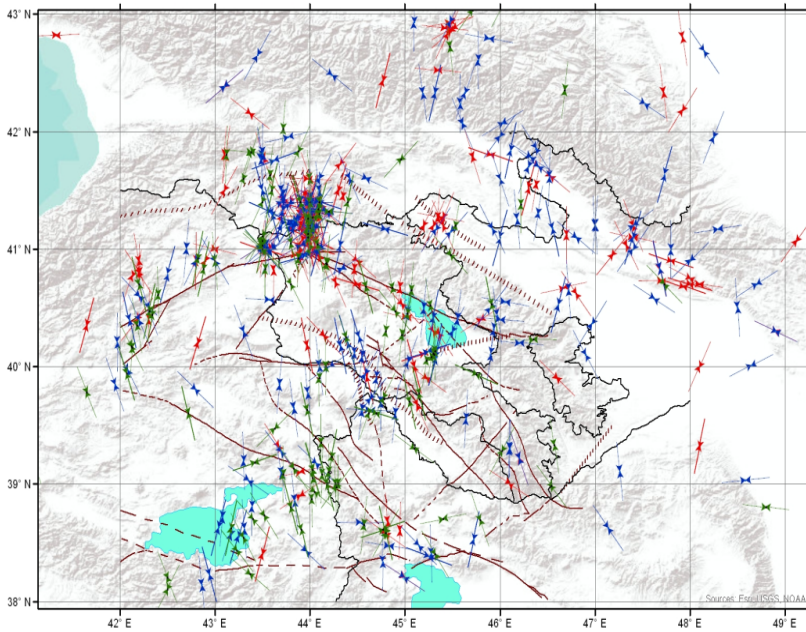 43° N
42° N
41° N
40° N
39° N
38° N
Sources: Esri, USGS, NOAA
42° E
43° E
44° E
45° E
46° E
47° E
48° E
49° E